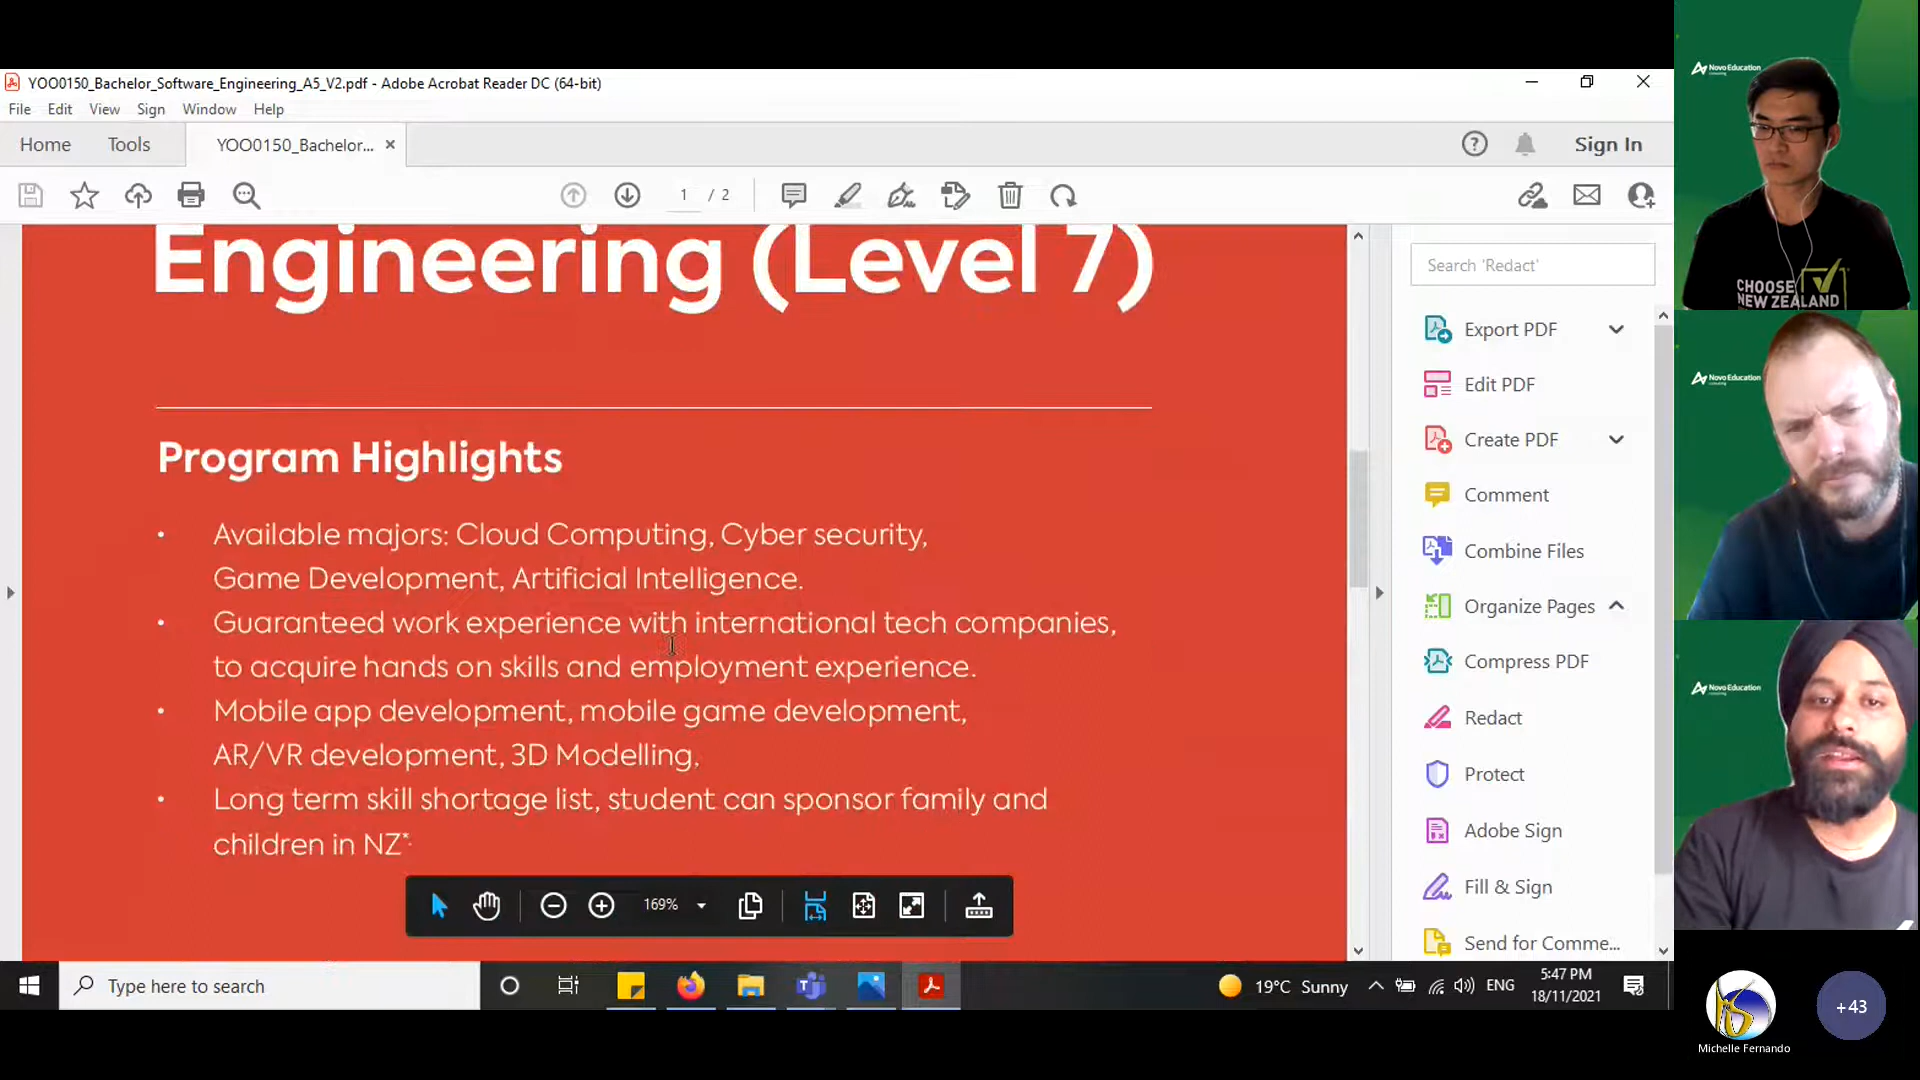 YOO0150_Bachelor_Software_Engineering_A5_V2.pdf - Adobe Acrobat Reader DC (64-bit)
File Edit View Sign Window Help
Home Tools YOO0150_Bachelor... Sign In
1 / 2
Engineering (Level 7)
Program Highlights
• Available majors: Cloud Computing, Cyber security,
Game Development, Artificial Intelligence.
• Guaranteed work experience with international tech companies,
to acquire hands on skills and employment experience.
• Mobile app development, mobile game development,
AR/VR development, 3D Modelling,
• Long term skill shortage list, student can sponsor family and
children in NZ*.
169%
Search 'Redact'
Export PDF
Edit PDF
Create PDF
Comment
Combine Files
Organize Pages
Compress PDF
Redact
Protect
Adobe Sign
Fill & Sign
Send for Comme...
Type here to search
19°C Sunny
ENG
5:47 PM
18/11/2021
Novo Education
CHOOSE
NEW ZEALAND
Novo Education
Novo Education
Michelle Fernando
+43